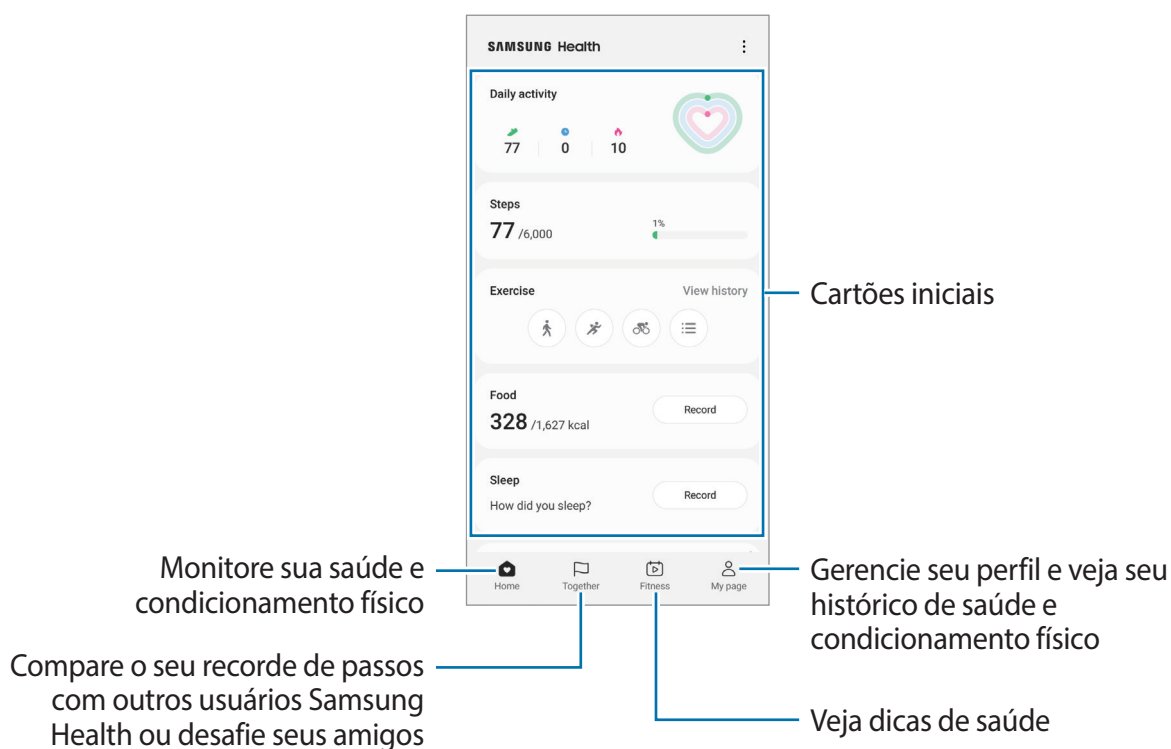 SAMSUNG Health
Daily activity
77 0 10
Steps
77 /6,000
1%
Exercise View history
Food
328 /1,627 kcal
Record
Sleep
How did you sleep?
Record
Home Together Fitness My page
Cartões iniciais
Monitore sua saúde e
condicionamento físico
Compare o seu recorde de passos
com outros usuários Samsung
Health ou desafie seus amigos
Gerencie seu perfil e veja seu
histórico de saúde e
condicionamento físico
Veja dicas de saúde